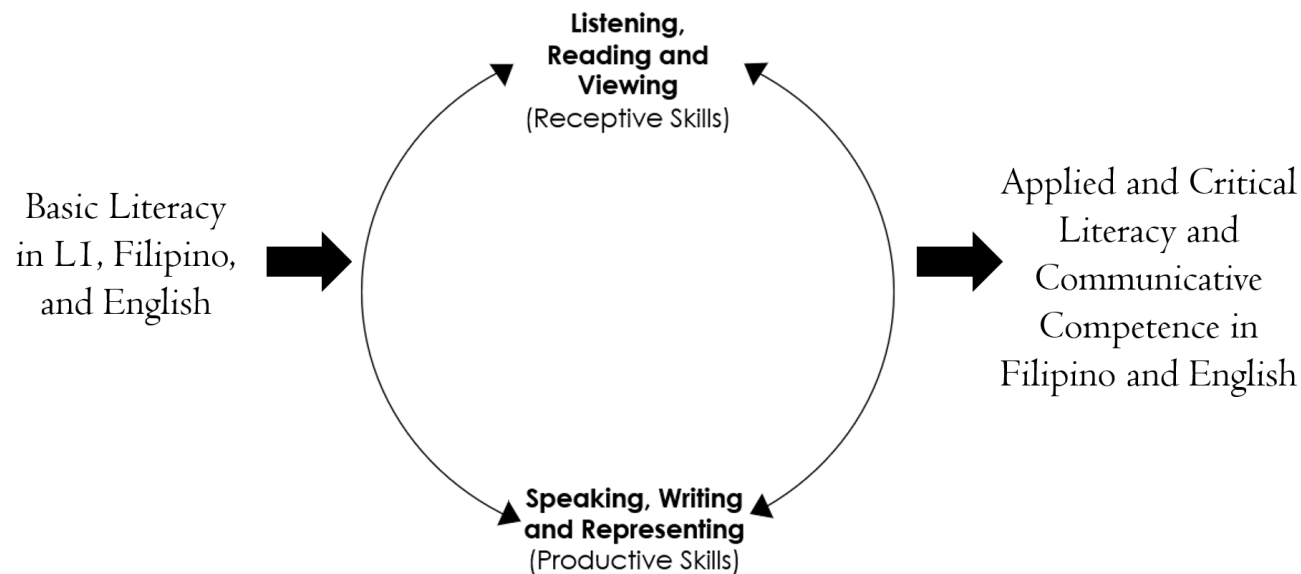 Listening,
Reading and
Viewing
(Receptive Skills)
Basic Literacy
in L1, Filipino,
and English
Applied and Critical
Literacy and
Communicative
Competence in
Filipino and English
Speaking, Writing
and Representing
(Productive Skills)